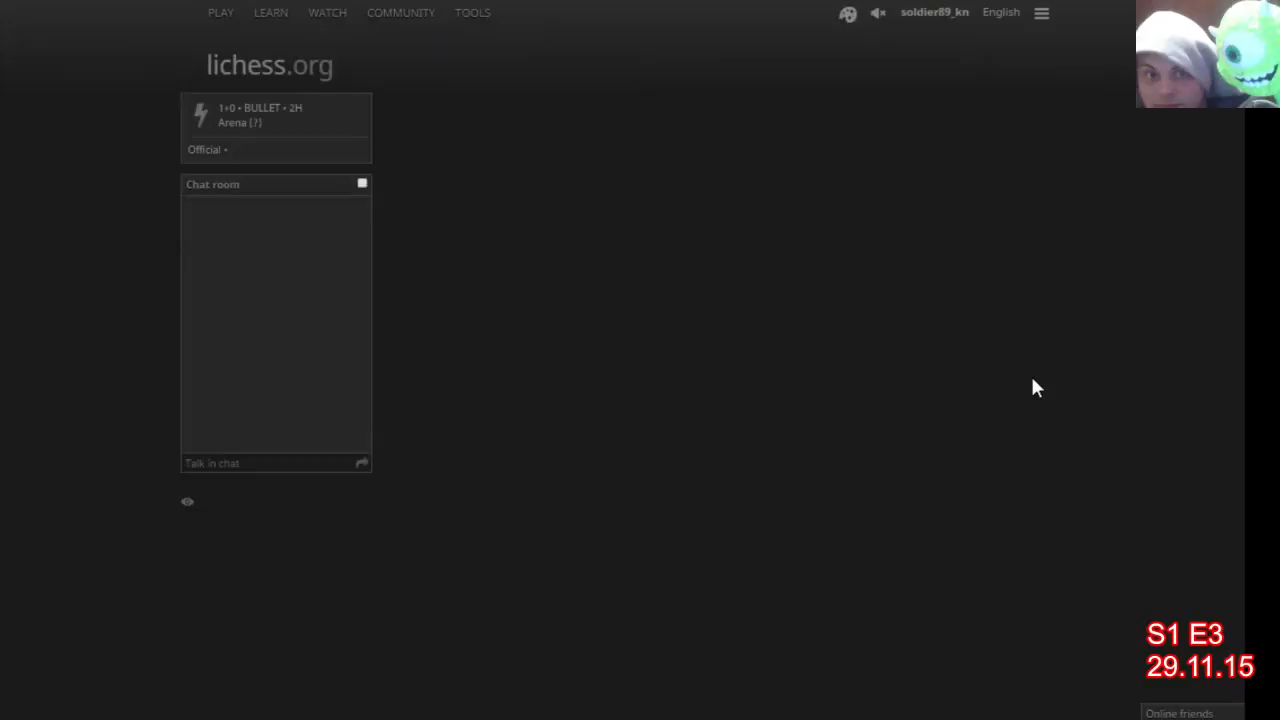 PLAY LEARN WATCH COMMUNITY TOOLS soldier89_kn English
lichess.org
1+0 • BULLET • 2H
Arena (?)
Official •
Chat room
Talk in chat
S1 E3
29.11.15
Online friends